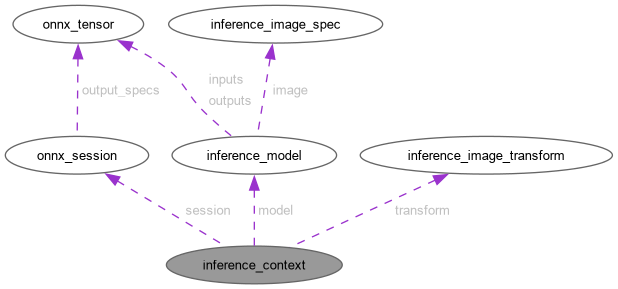 onnx_tensor
inference_image_spec
inputs
outputs
output_specs
image
onnx_session
inference_model
inference_image_transform
session
model
transform
inference_context